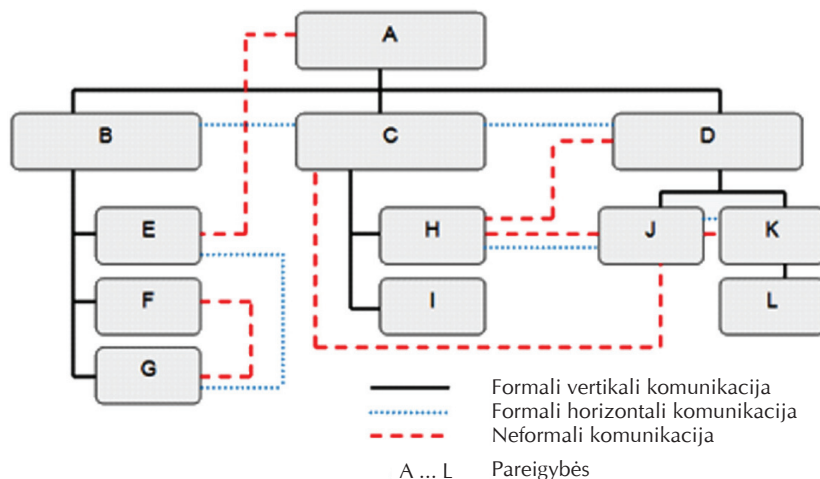 A
B
C
D
E
H
J
K
F
I
L
G
Formali vertikali komunikacija
Formali horizontali komunikacija
Neformali komunikacija
A ... L Pareigybės